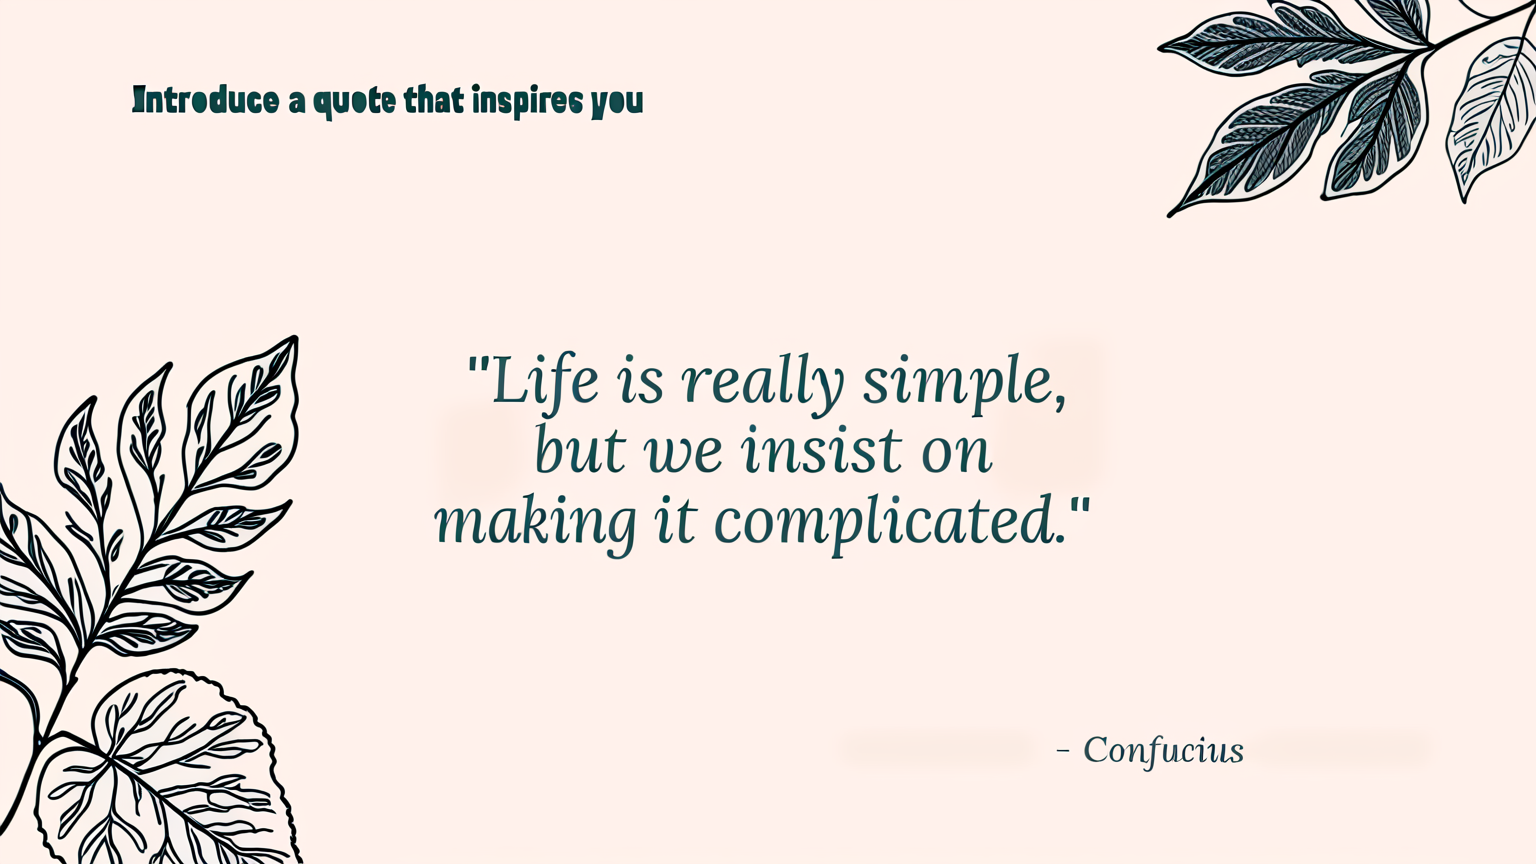 Introduce a quote that inspires you
"Life is really simple,
but we insist on
making it complicated."
- Confucius